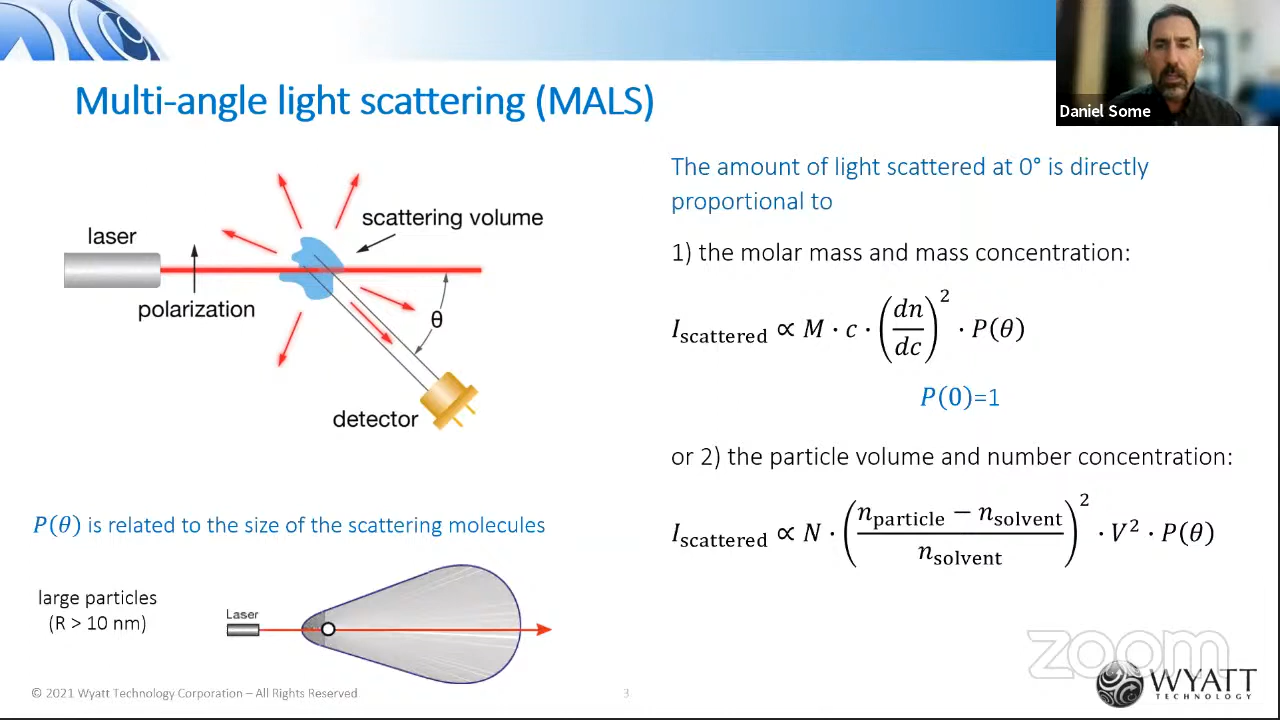 Multi-angle light scattering (MALS)
Daniel Some
laser
polarization
scattering volume
θ
detector
P(θ) is related to the size of the scattering molecules
large particles
(R > 10 nm)
Laser
The amount of light scattered at 0° is directly
proportional to
1) the molar mass and mass concentration:
I_scattered ∝ M · c · (dn/dc)² · P(θ)
P(0)=1
or 2) the particle volume and number concentration:
I_scattered ∝ N · ((n_particle − n_solvent)/n_solvent)² · V² · P(θ)
zoom
WYATT
TECHNOLOGY
© 2021 Wyatt Technology Corporation – All Rights Reserved
3